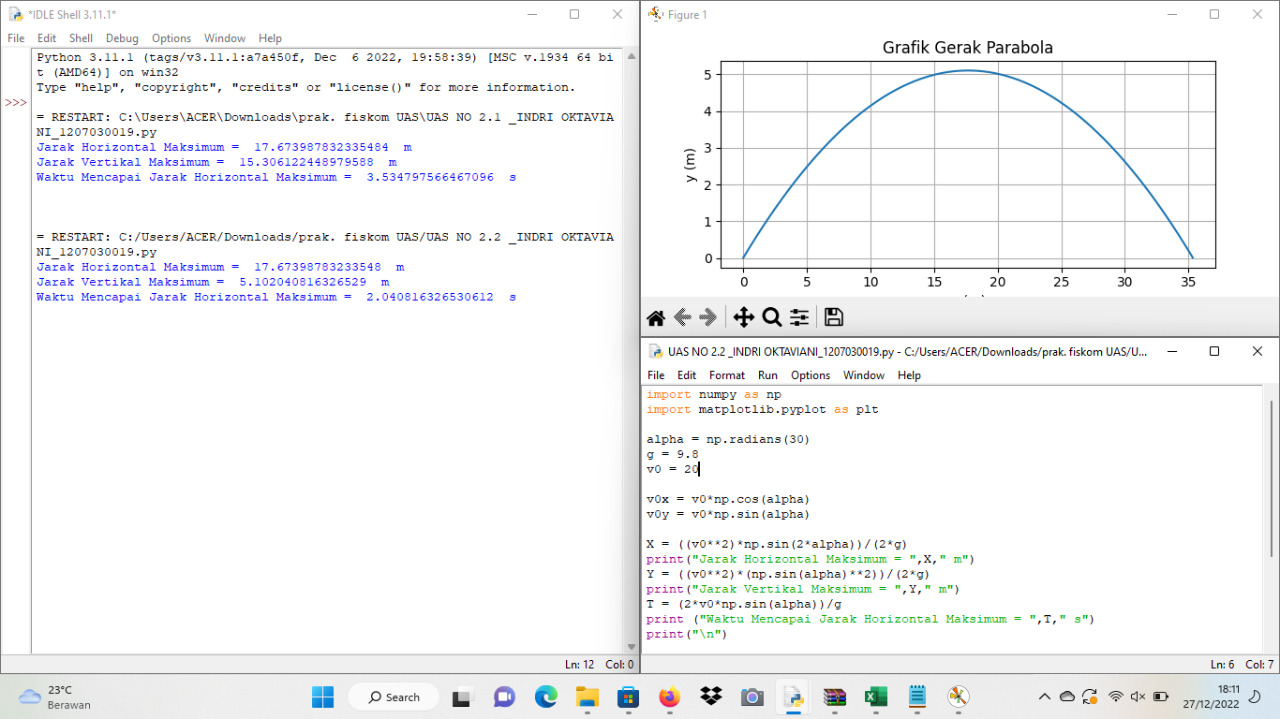 *IDLE Shell 3.11.1*
File Edit Shell Debug Options Window Help
Python 3.11.1 (tags/v3.11.1:a7a450f, Dec  6 2022, 19:58:39) [MSC v.1934 64 bi
t (AMD64)] on win32
Type "help", "copyright", "credits" or "license()" for more information.
>>>
= RESTART: C:\Users\ACER\Downloads\prak. fiskom UAS\UAS NO 2.1 _INDRI OKTAVIA
NI_1207030019.py
Jarak Horizontal Maksimum =  17.673987832335484  m
Jarak Vertikal Maksimum =  15.306122448979588  m
Waktu Mencapai Jarak Horizontal Maksimum =  3.534797566467096  s
= RESTART: C:/Users/ACER/Downloads/prak. fiskom UAS/UAS NO 2.2 _INDRI OKTAVIA
NI_1207030019.py
Jarak Horizontal Maksimum =  17.67398783233548  m
Jarak Vertikal Maksimum =  5.102040816326529  m
Waktu Mencapai Jarak Horizontal Maksimum =  2.040816326530612  s
Ln: 12 Col: 0
Figure 1
Grafik Gerak Parabola
y (m)
5
4
3
2
1
0
0 5 10 15 20 25 30 35
UAS NO 2.2 _INDRI OKTAVIANI_1207030019.py - C:/Users/ACER/Downloads/prak. fiskom UAS/U...
File Edit Format Run Options Window Help
import numpy as np
import matplotlib.pyplot as plt
alpha = np.radians(30)
g = 9.8
v0 = 20
v0x = v0*np.cos(alpha)
v0y = v0*np.sin(alpha)
X = ((v0**2)*np.sin(2*alpha))/(2*g)
print("Jarak Horizontal Maksimum = ",X," m")
Y = ((v0**2)*(np.sin(alpha)**2))/(2*g)
print("Jarak Vertikal Maksimum = ",Y," m")
T = (2*v0*np.sin(alpha))/g
print ("Waktu Mencapai Jarak Horizontal Maksimum = ",T," s")
print("\n")
Ln: 6 Col: 7
23°C
Berawan
Search
18:11
27/12/2022